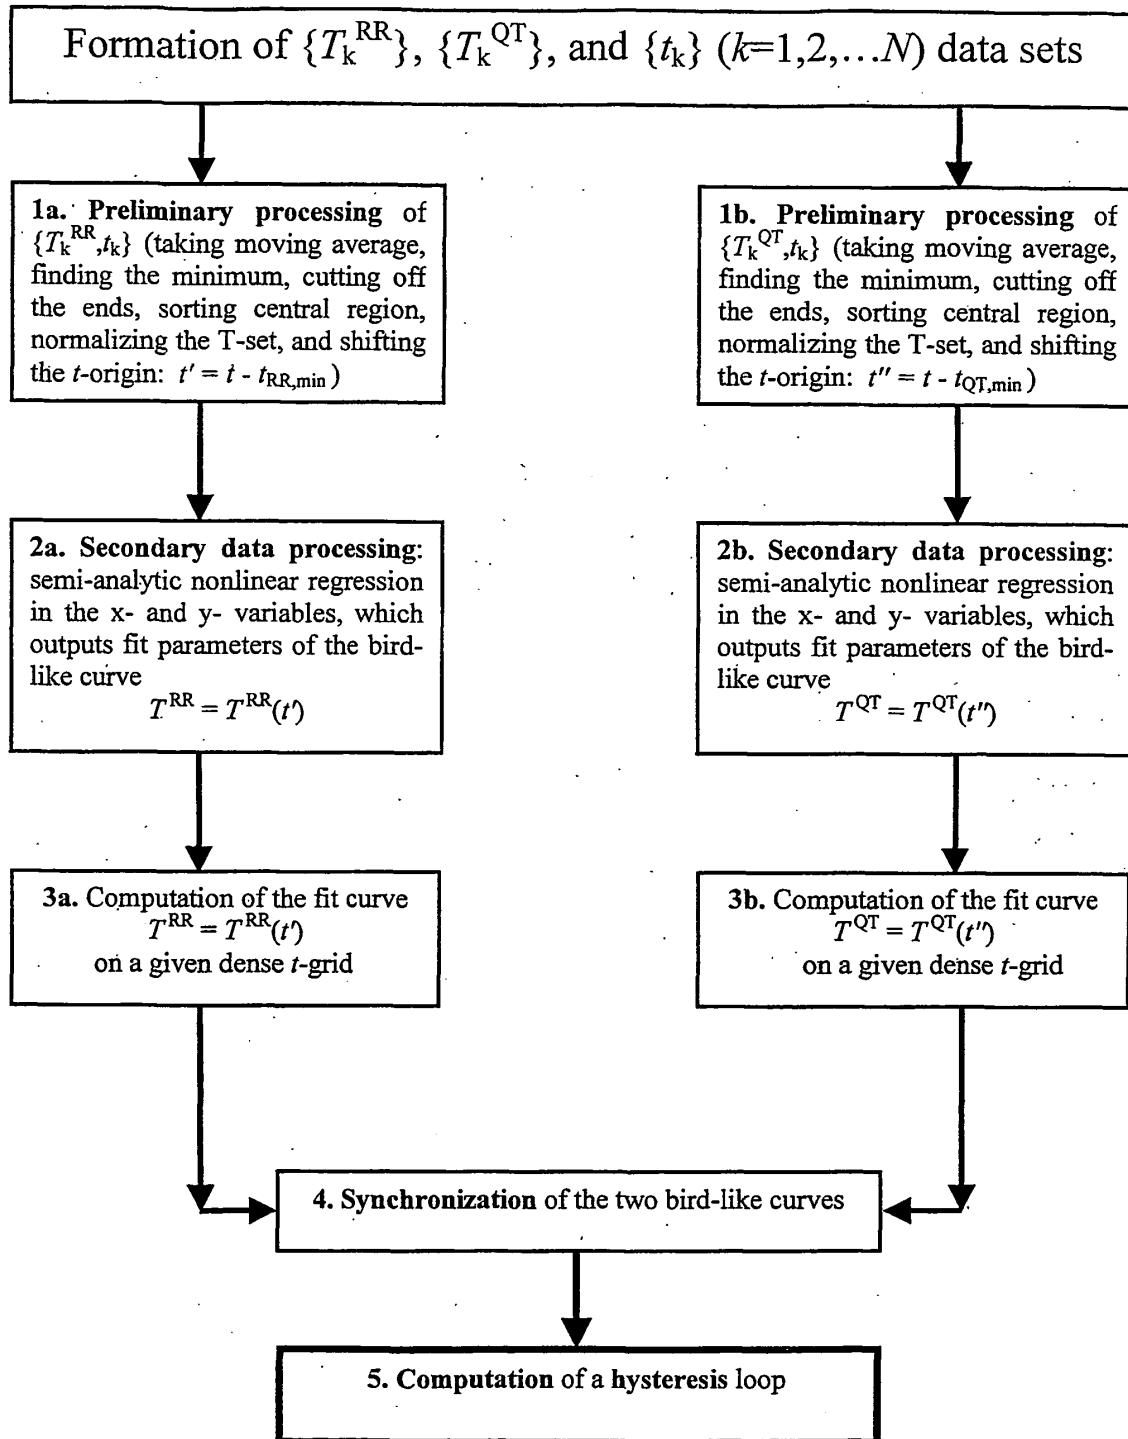 Formation of {T_k^RR}, {T_k^QT}, and {t_k} (k=1,2,…N) data sets
1a. Preliminary processing of
{T_k^RR,t_k} (taking moving average,
finding the minimum, cutting off
the ends, sorting central region,
normalizing the T-set, and shifting
the t-origin: t' = t - t_RR,min )
1b. Preliminary processing of
{T_k^QT,t_k} (taking moving average,
finding the minimum, cutting off
the ends, sorting central region,
normalizing the T-set, and shifting
the t-origin: t'' = t - t_QT,min )
2a. Secondary data processing:
semi-analytic nonlinear regression
in the x- and y- variables, which
outputs fit parameters of the bird-
like curve
T^RR = T^RR(t')
2b. Secondary data processing:
semi-analytic nonlinear regression
in the x- and y- variables, which
outputs fit parameters of the bird-
like curve
T^QT = T^QT(t'')
3a. Computation of the fit curve
T^RR = T^RR(t')
on a given dense t-grid
3b. Computation of the fit curve
T^QT = T^QT(t'')
on a given dense t-grid
4. Synchronization of the two bird-like curves
5. Computation of a hysteresis loop